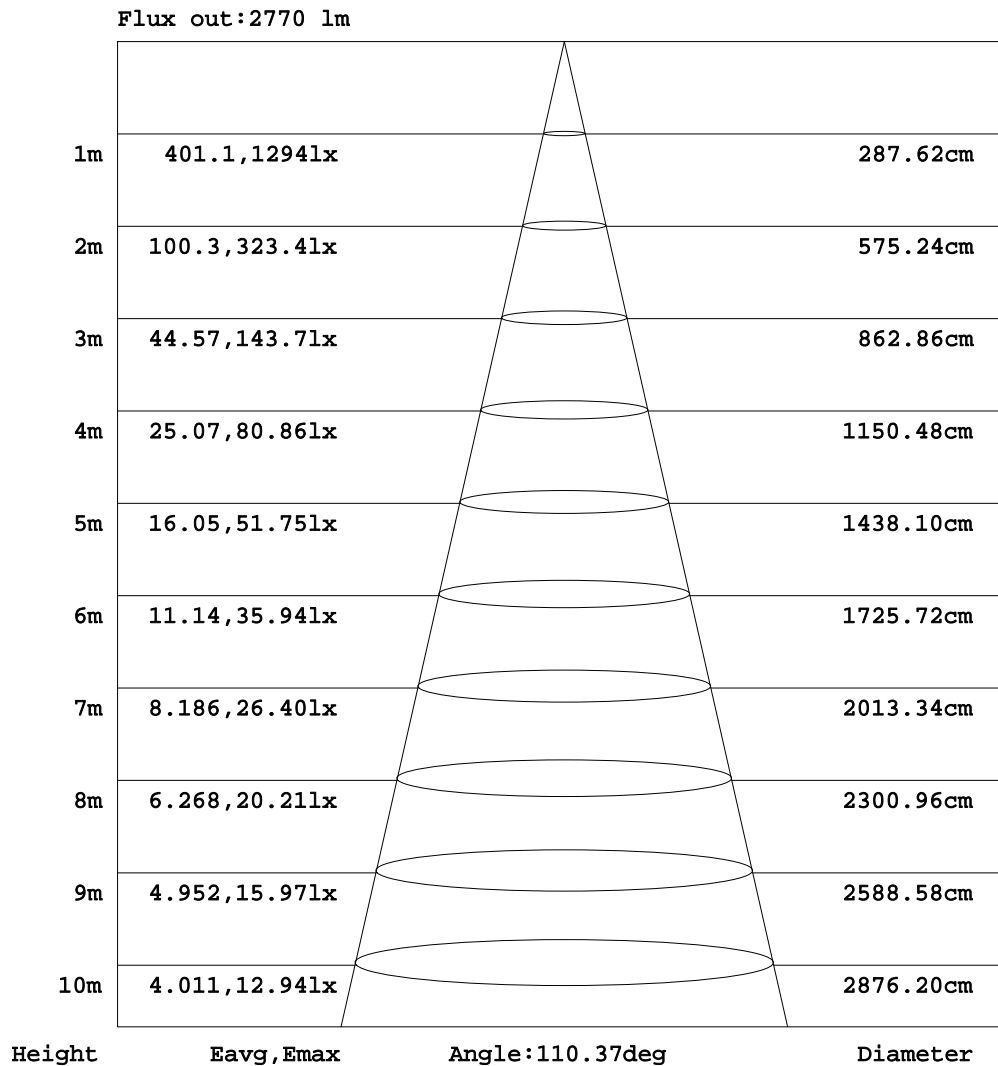 Flux out:2770 lm
1m 401.1,1294lx 287.62cm
2m 100.3,323.4lx 575.24cm
3m 44.57,143.7lx 862.86cm
4m 25.07,80.86lx 1150.48cm
5m 16.05,51.75lx 1438.10cm
6m 11.14,35.94lx 1725.72cm
7m 8.186,26.40lx 2013.34cm
8m 6.268,20.21lx 2300.96cm
9m 4.952,15.97lx 2588.58cm
10m 4.011,12.94lx 2876.20cm
Height Eavg,Emax Angle:110.37deg Diameter